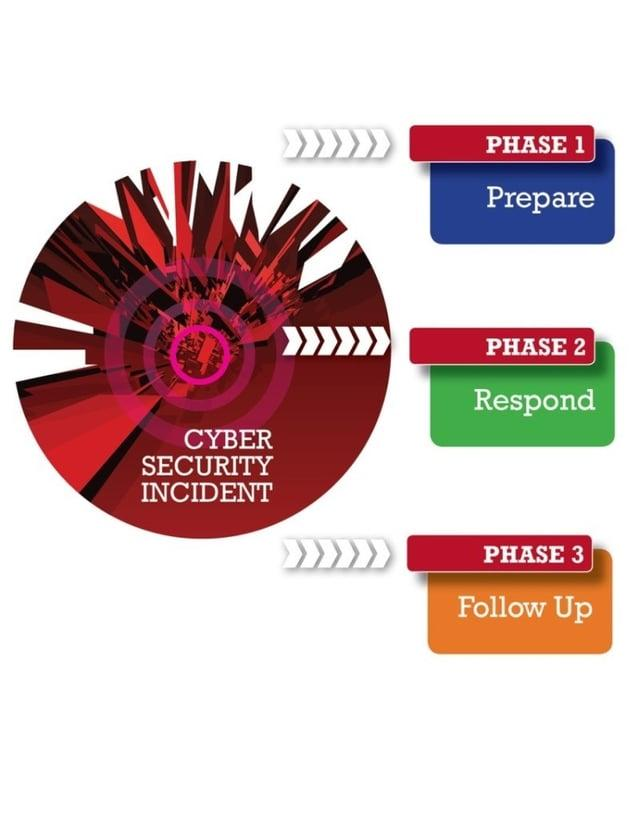 PHASE 1
Prepare
PHASE 2
Respond
CYBER
SECURITY
INCIDENT
PHASE 3
Follow Up